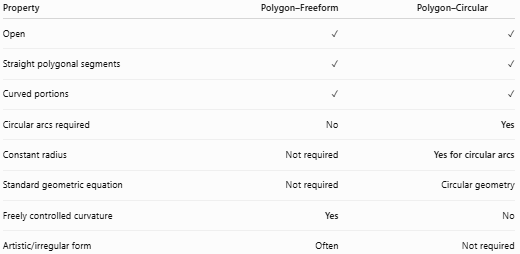 Property Polygon–Freeform Polygon–Circular
Open ✓ ✓
Straight polygonal segments ✓ ✓
Curved portions ✓ ✓
Circular arcs required No Yes
Constant radius Not required Yes for circular arcs
Standard geometric equation Not required Circular geometry
Freely controlled curvature Yes No
Artistic/irregular form Often Not required